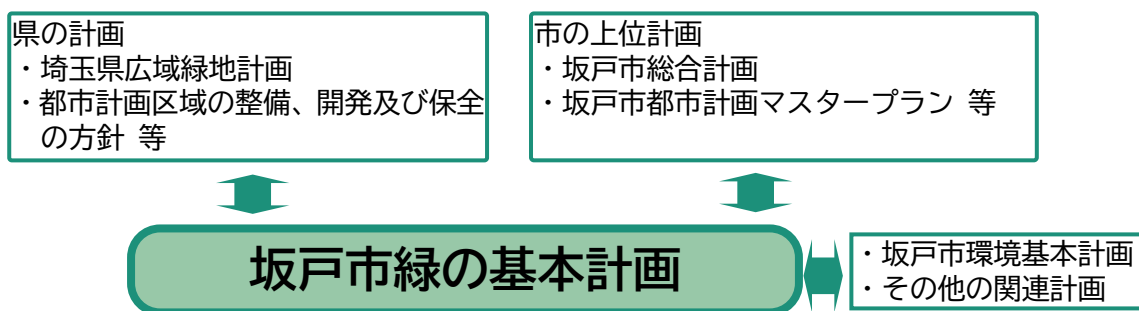 県の計画
・埼玉県広域緑地計画
・都市計画区域の整備、開発及び保全
の方針 等
市の上位計画
・坂戸市総合計画
・坂戸市都市計画マスタープラン 等
坂戸市緑の基本計画
・坂戸市環境基本計画
・その他の関連計画